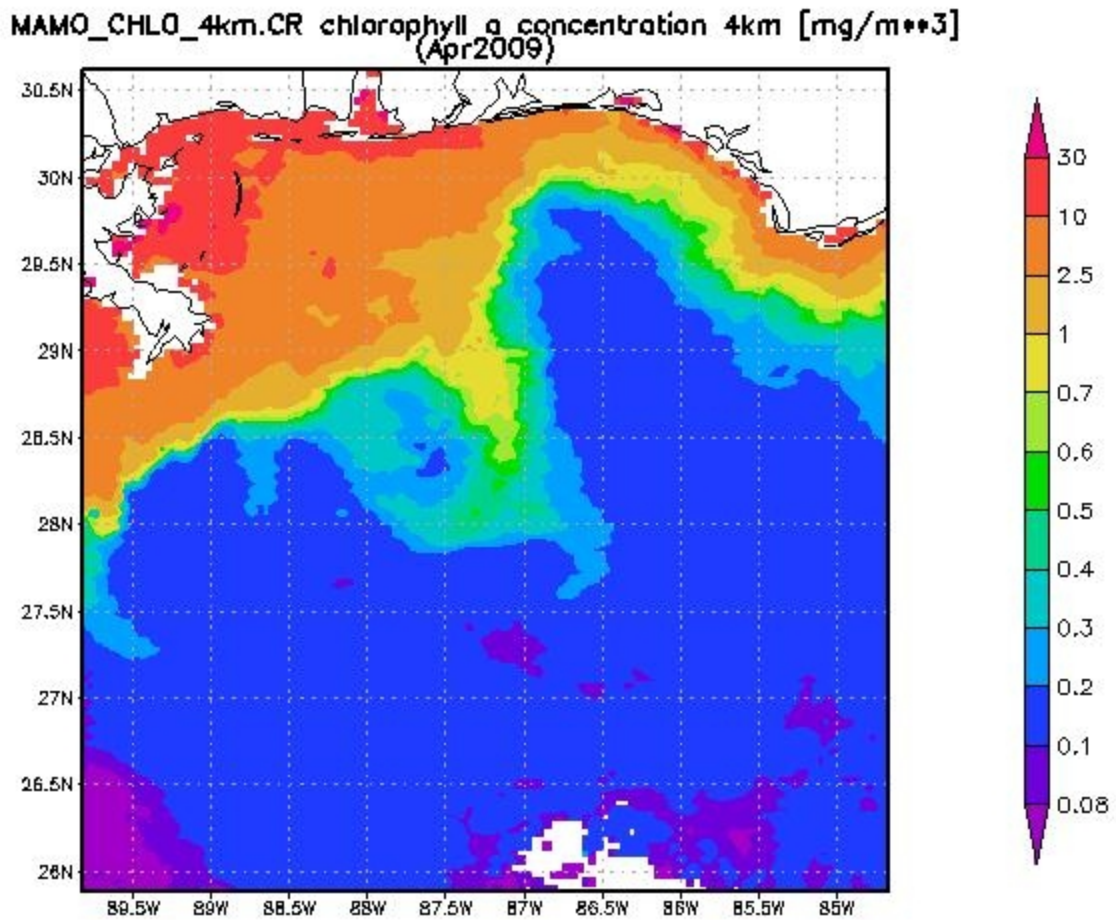 MAMO_CHLO_4km.CR chlorophyll a concentration 4km [mg/m**3]
(Apr2009)
30.5N
30N
29.5N
29N
28.5N
28N
27.5N
27N
26.5N
26N
89.5W 89W 88.5W 88W 87.5W 87W 86.5W 86W 85.5W 85W
30
10
2.5
1
0.7
0.6
0.5
0.4
0.3
0.2
0.1
0.08